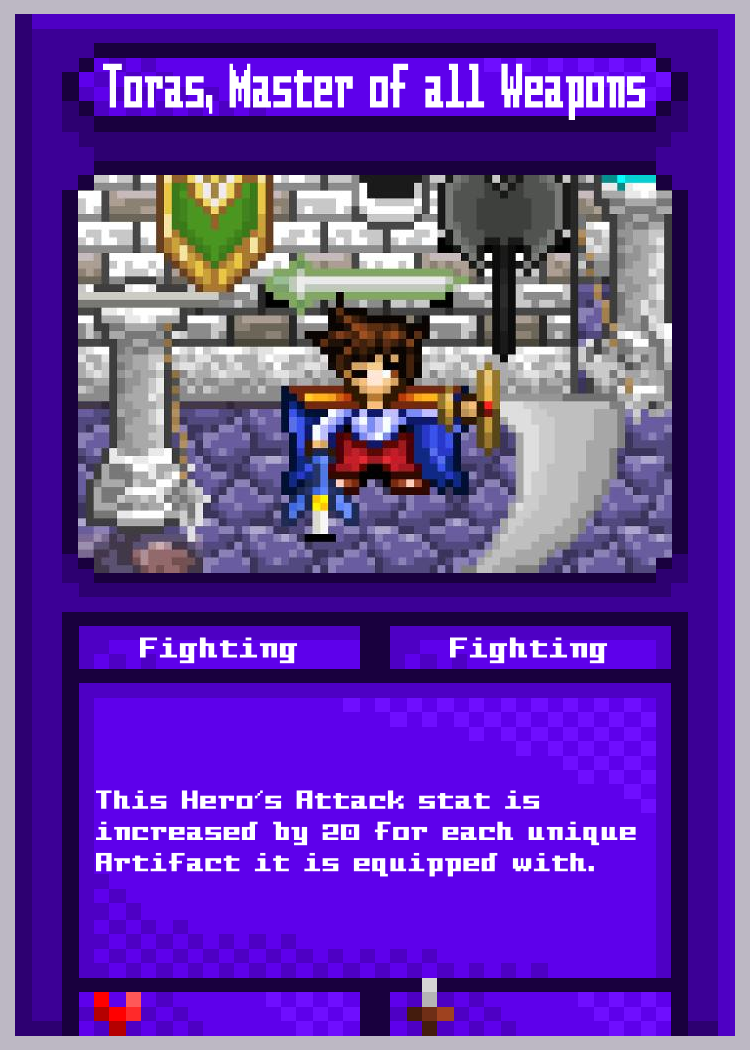 Toras, Master of all Weapons
Fighting
Fighting
This Hero's Attack stat is
increased by 20 for each unique
Artifact it is equipped with.